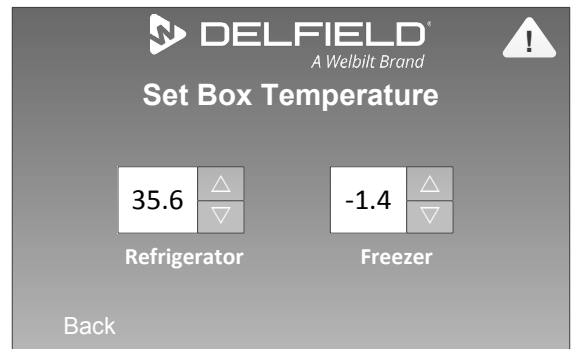 DELFIELD®
A Welbilt Brand
!
Set Box Temperature
35.6
-1.4
Refrigerator
Freezer
Back